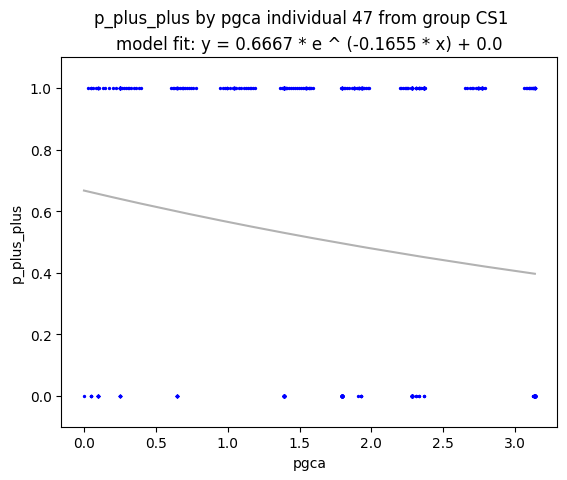 p_plus_plus by pgca individual 47 from group CS1
model fit: y = 0.6667 * e ^ (-0.1655 * x) + 0.0
1.0
0.8
0.6
0.4
0.2
0.0
p_plus_plus
0.0 0.5 1.0 1.5 2.0 2.5 3.0
pgca